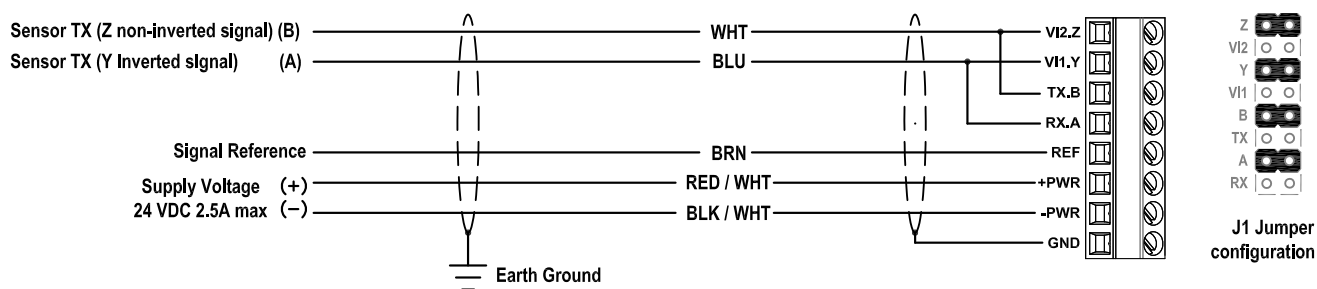 Sensor TX (Z non-inverted signal) (B)
WHT
VI2.Z
Sensor TX (Y Inverted signal) (A)
BLU
VI1.Y
TX.B
RX.A
Signal Reference
BRN
REF
Supply Voltage (+)
RED / WHT
+PWR
24 VDC 2.5A max (−)
BLK / WHT
-PWR
GND
Earth Ground
Z
VI2
Y
VI1
B
TX
A
RX
J1 Jumper
configuration